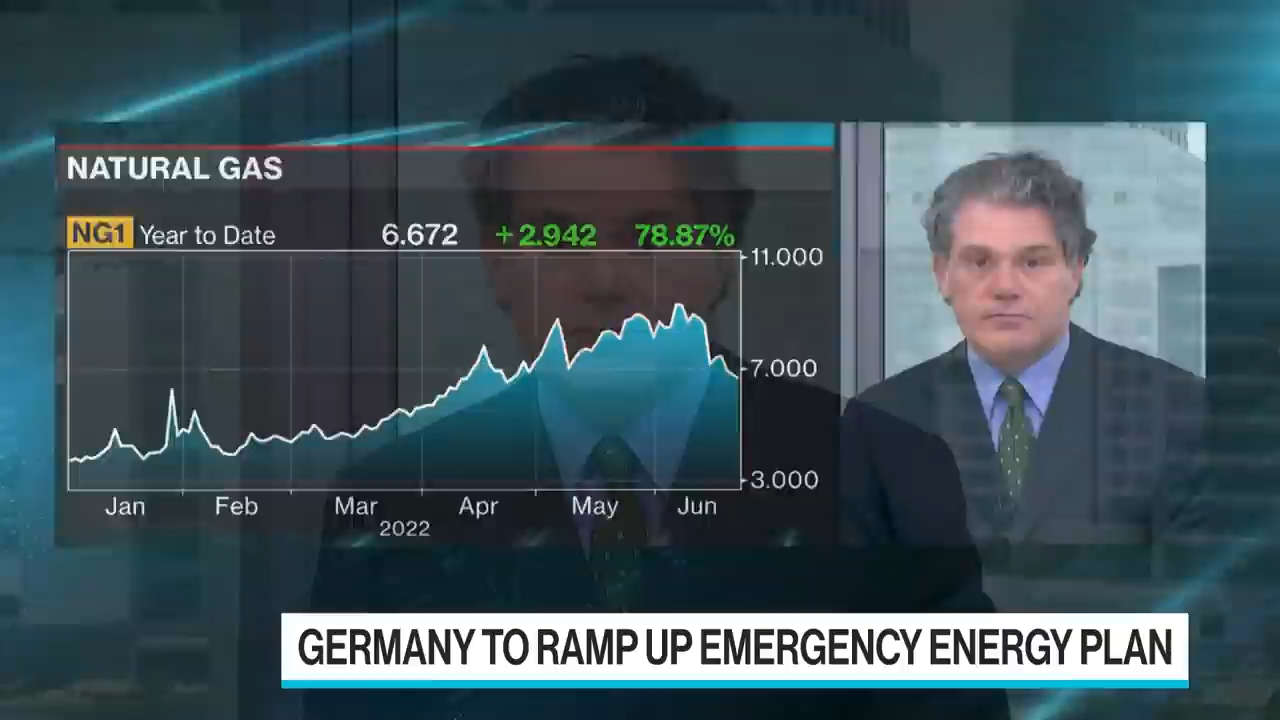 NATURAL GAS
NG1 Year to Date 6.672 +2.942 78.87%
11.000
7.000
3.000
Jan Feb Mar Apr May Jun
2022
GERMANY TO RAMP UP EMERGENCY ENERGY PLAN